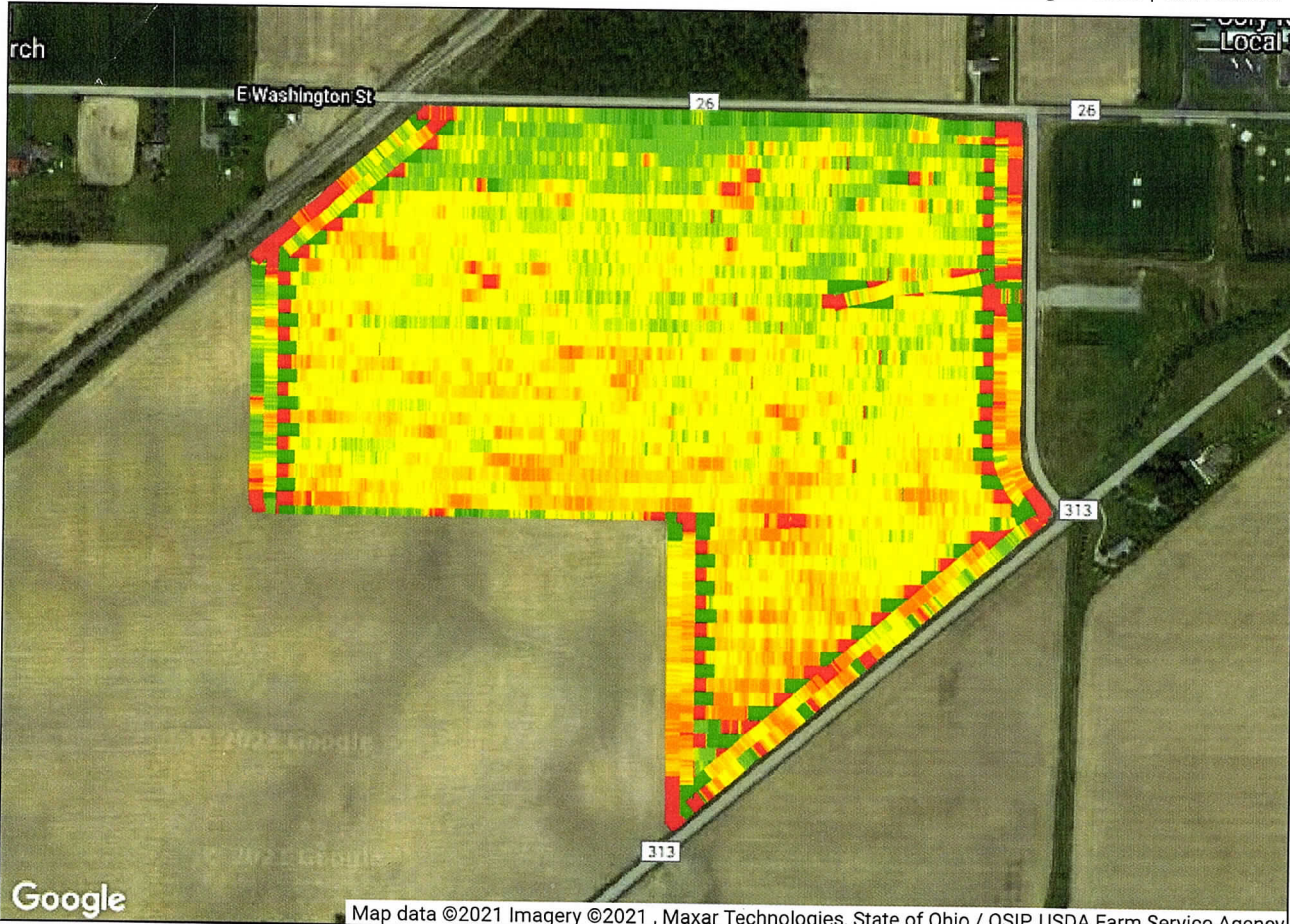 rch
Local
E Washington St
26
26
313
313
Google
Map data ©2021 Imagery ©2021 , Maxar Technologies, State of Ohio / OSIP, USDA Farm Service Agency